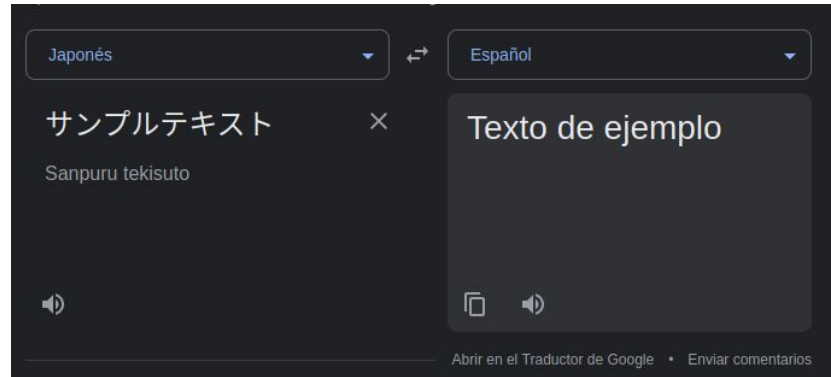 Japonés
Español
サンプルテキスト
Sanpuru tekisuto
Texto de ejemplo
Abrir en el Traductor de Google • Enviar comentarios